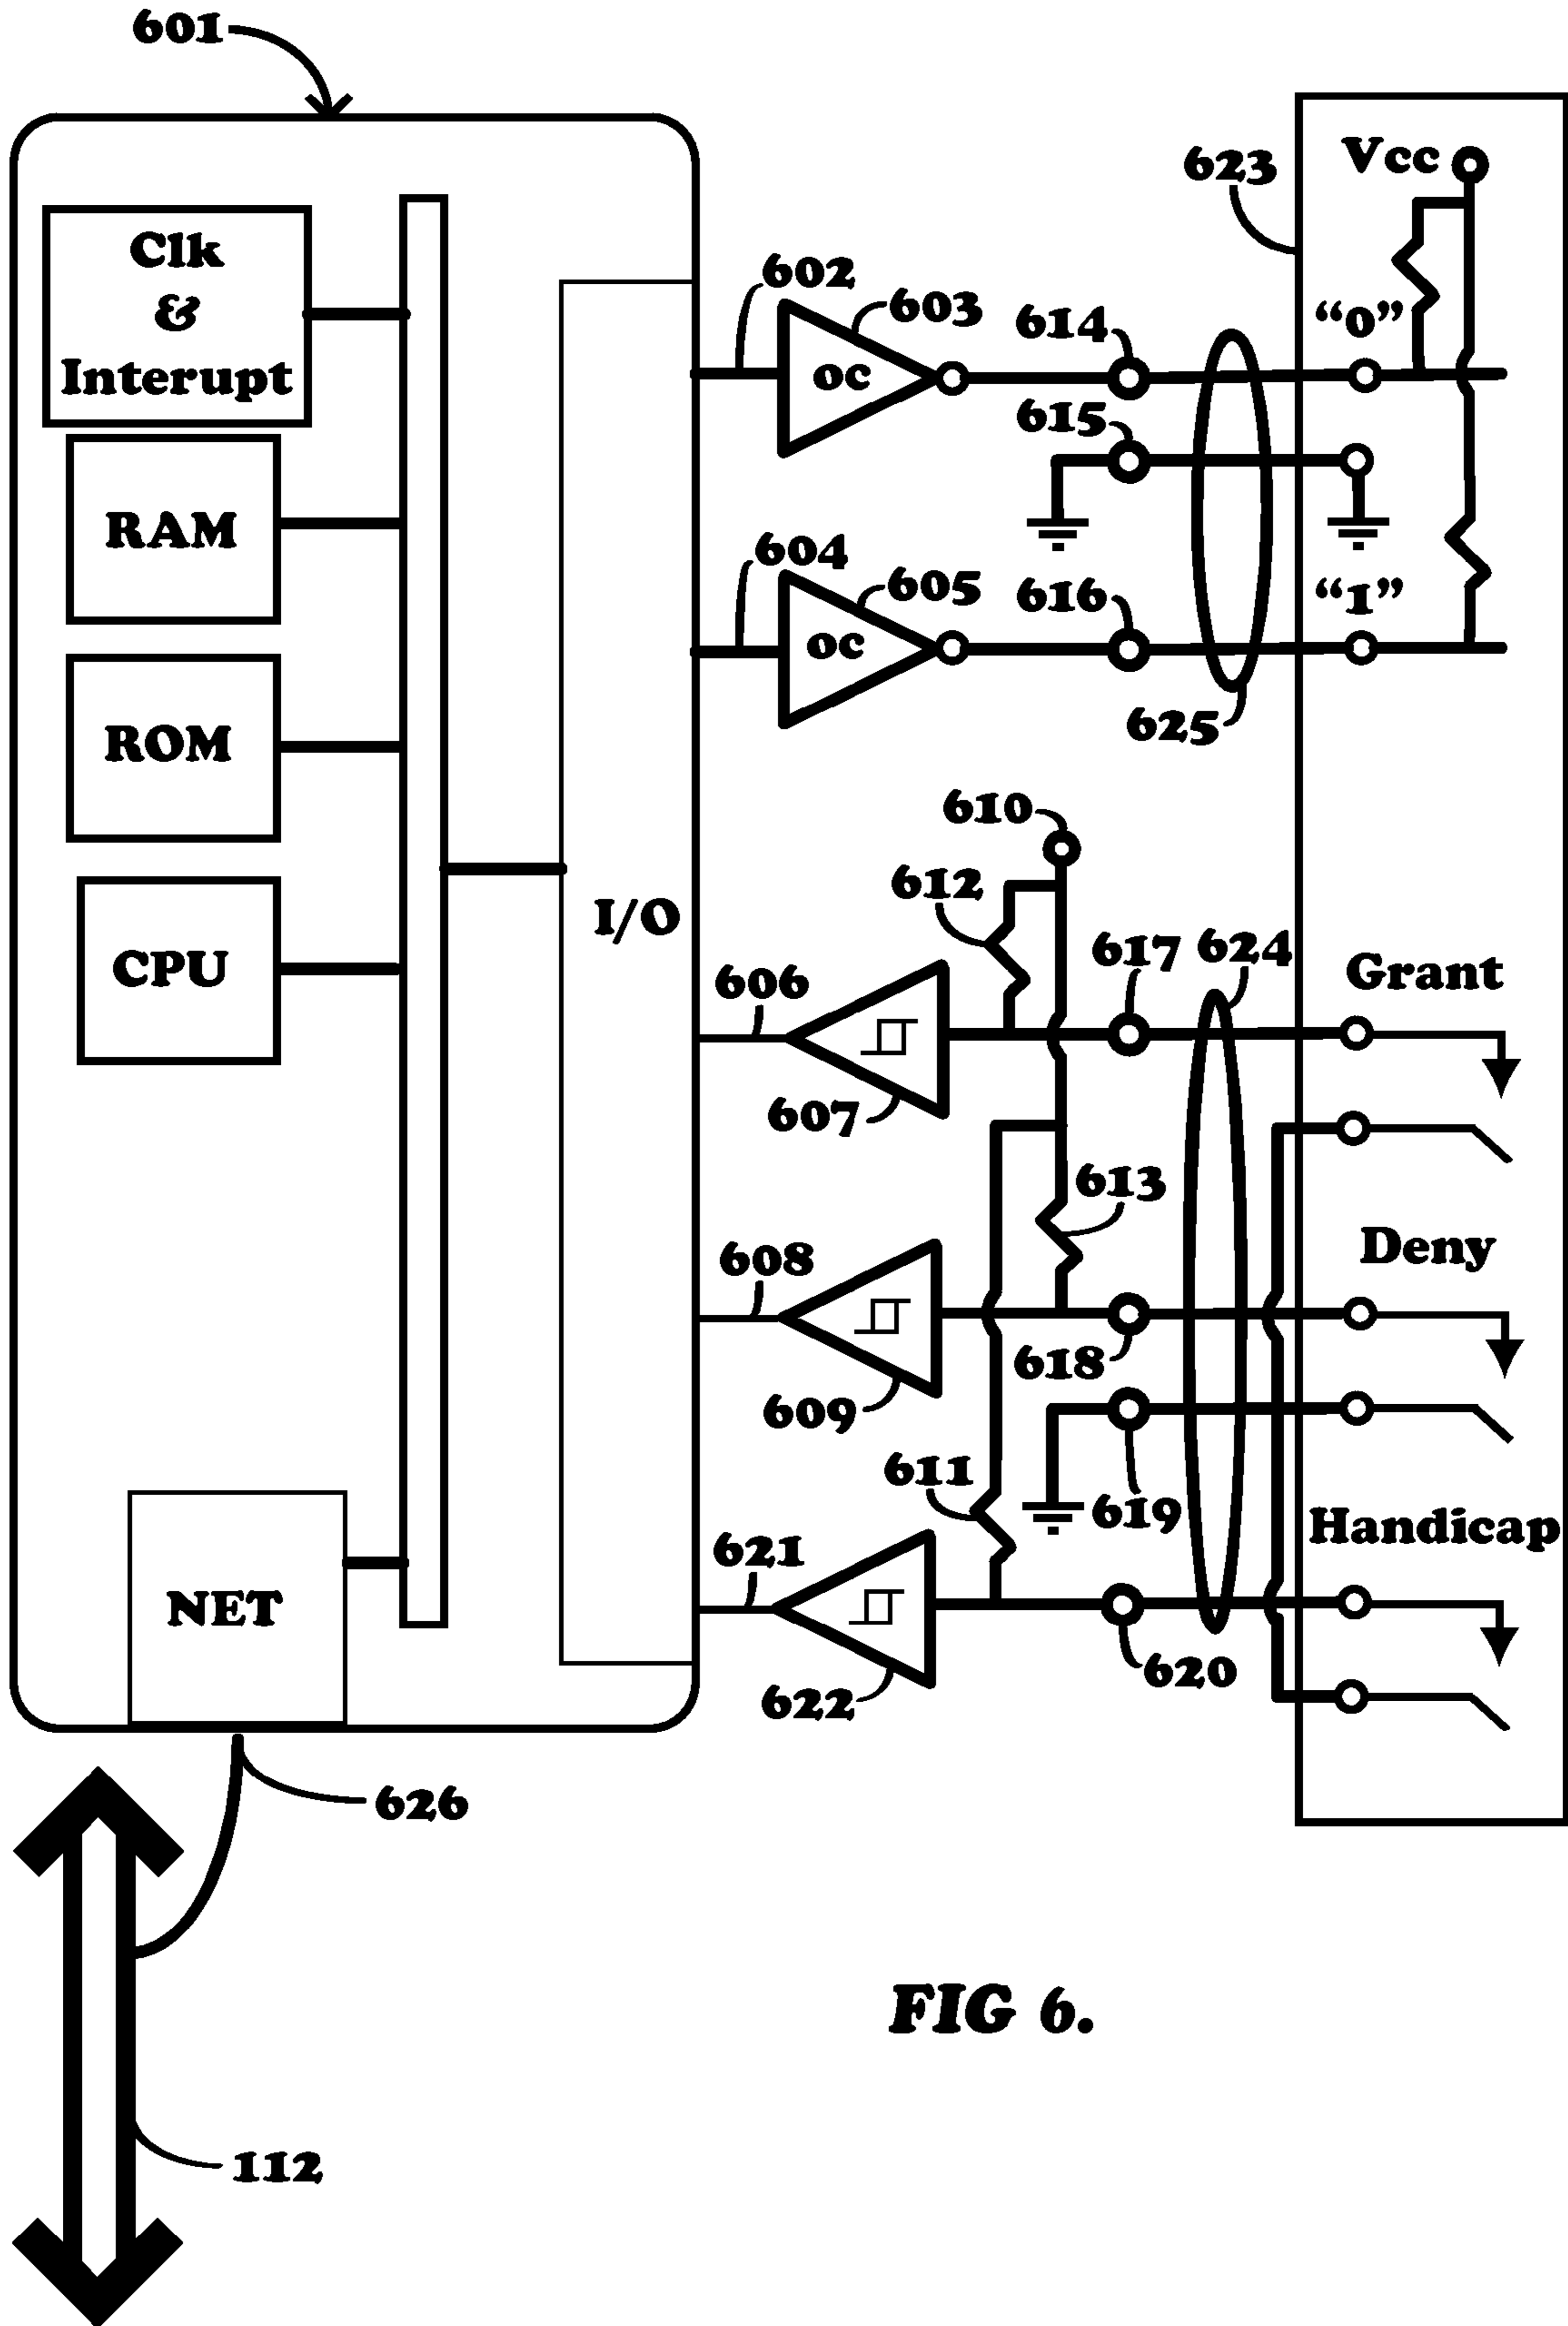 601
623
Vcc
Clk
&
Interupt
602
603
614
“0”
oc
615
RAM
604
605
616
“1”
oc
625
ROM
610
612
CPU
I/O
617
624
Grant
606
607
613
608
Deny
618
609
611
619
Handicap
621
NET
620
622
626
FIG 6.
112